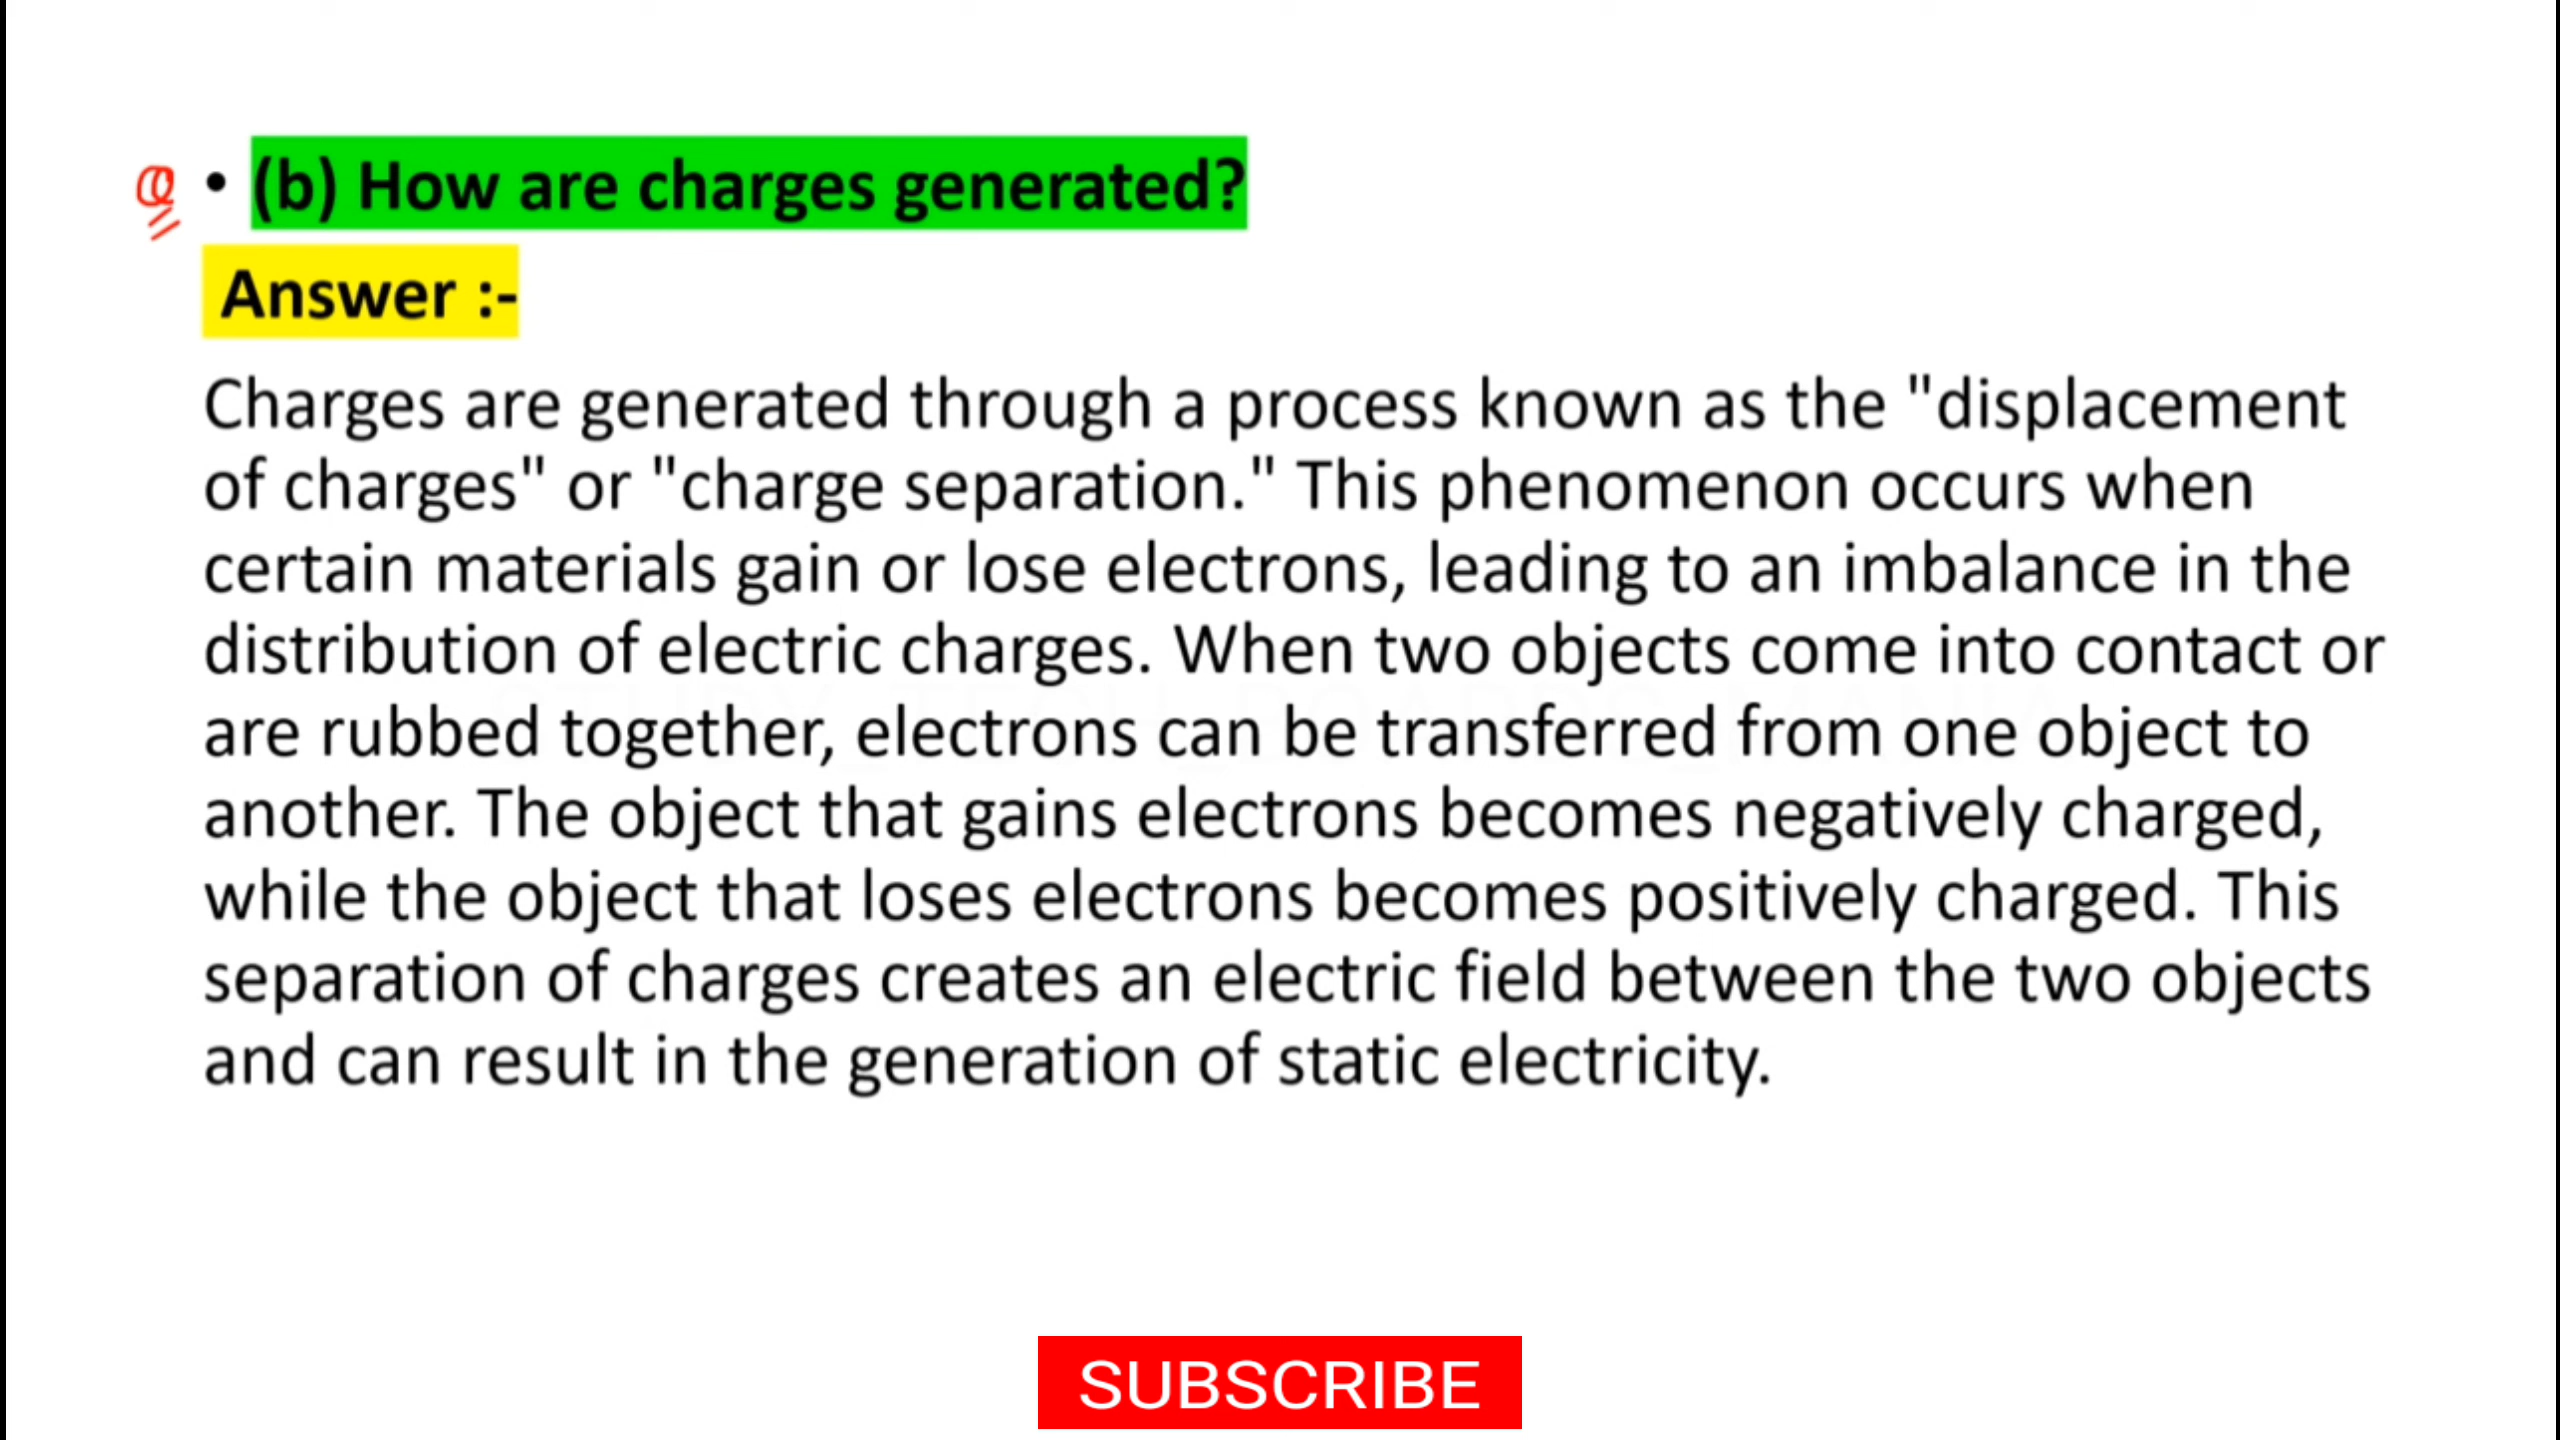 Q • (b) How are charges generated?
Answer :-
Charges are generated through a process known as the "displacement
of charges" or "charge separation." This phenomenon occurs when
certain materials gain or lose electrons, leading to an imbalance in the
distribution of electric charges. When two objects come into contact or
are rubbed together, electrons can be transferred from one object to
another. The object that gains electrons becomes negatively charged,
while the object that loses electrons becomes positively charged. This
separation of charges creates an electric field between the two objects
and can result in the generation of static electricity.
SUBSCRIBE